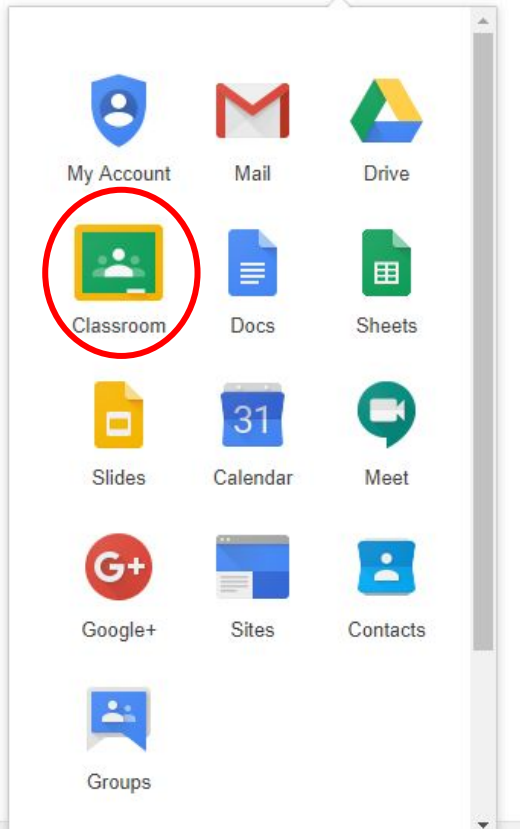 My Account Mail Drive
Classroom Docs Sheets
31
Slides Calendar Meet
G+
Google+ Sites Contacts
Groups